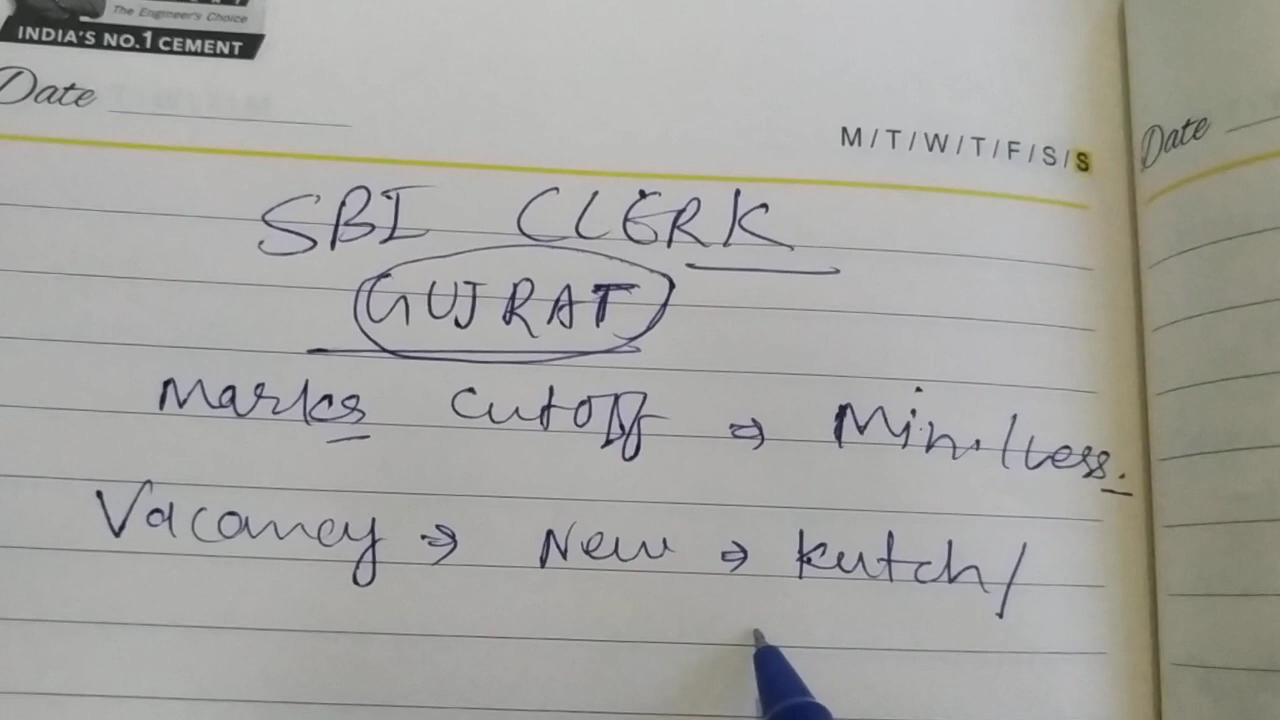 The Engineer's Choice
INDIA'S NO.1 CEMENT
Date
M/T/W/T/F/S/S
Date
SBI CLERK
GUJRAT
Marks cutoff ⇒ Min./Less.
Vacancy ⇒ New ⇒ Kutch/